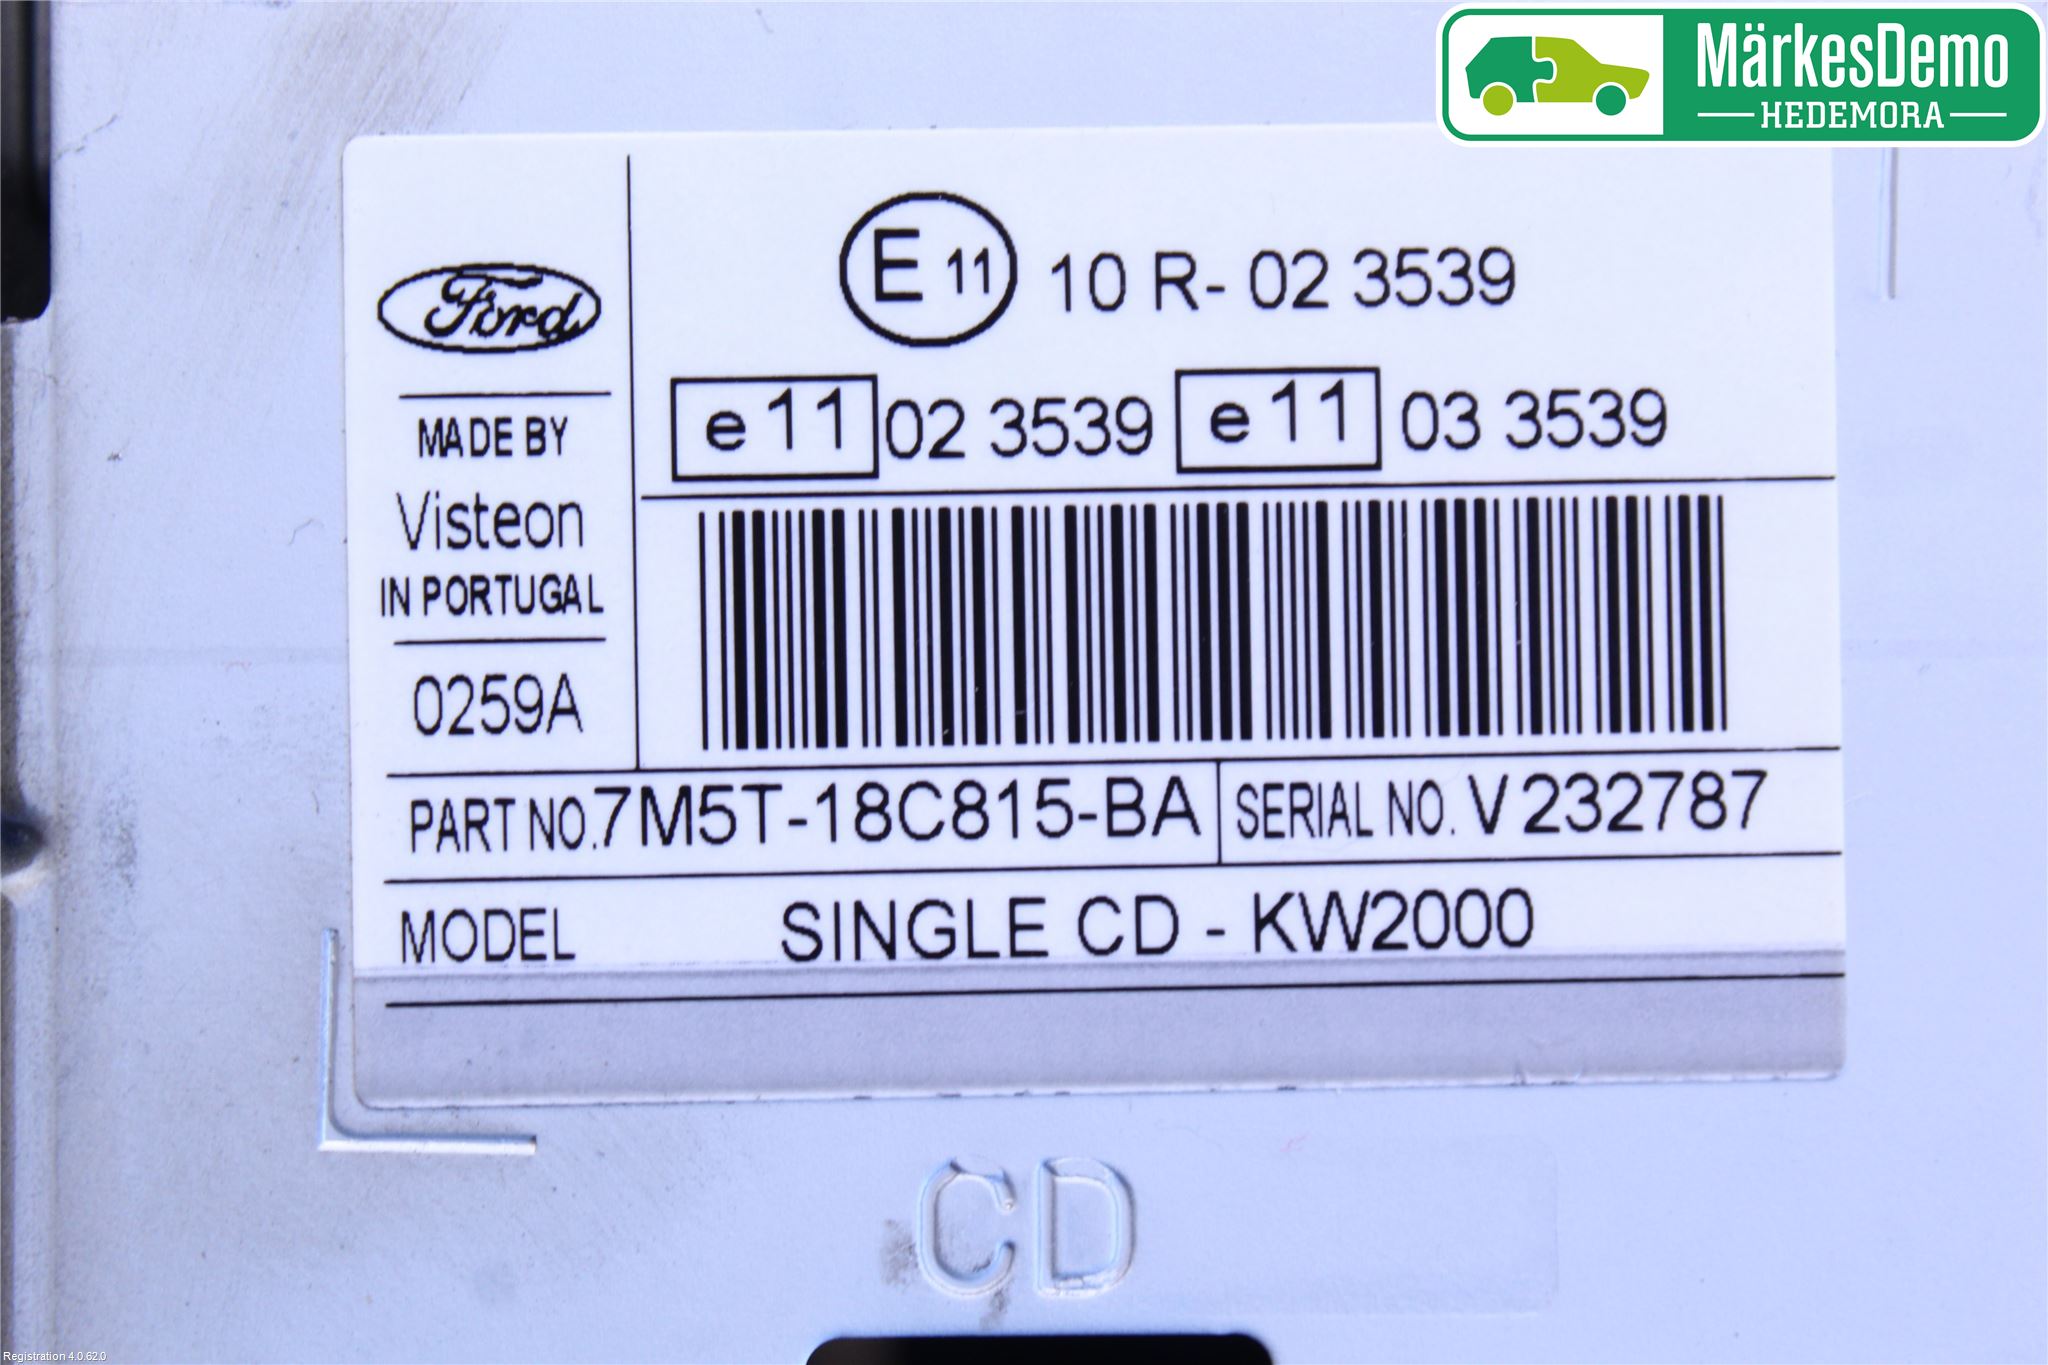 MärkesDemo
HEDEMORA
Ford
MADE BY
Visteon
IN PORTUGAL
0259A
E 11 10 R- 02 3539
e 11 02 3539 e 11 03 3539
PART NO. 7M5T-18C815-BA SERIAL NO. V 232787
MODEL SINGLE CD - KW2000
CD
Registration 4.0.62.0